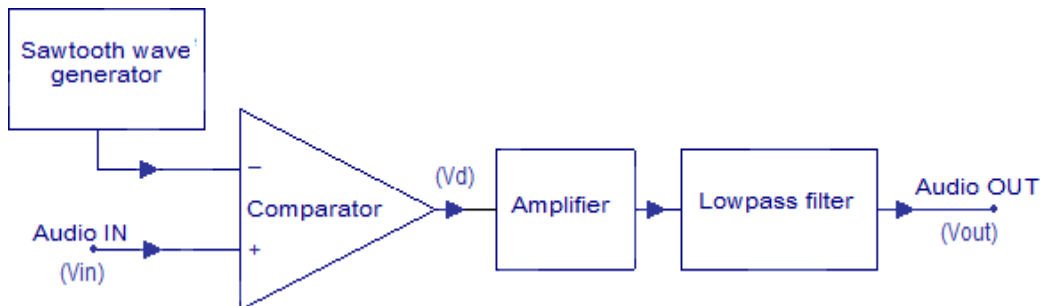 Sawtooth wave
generator
−
(Vd)
Comparator
Amplifier
Lowpass filter
Audio OUT
(Vout)
Audio IN
+
(Vin)